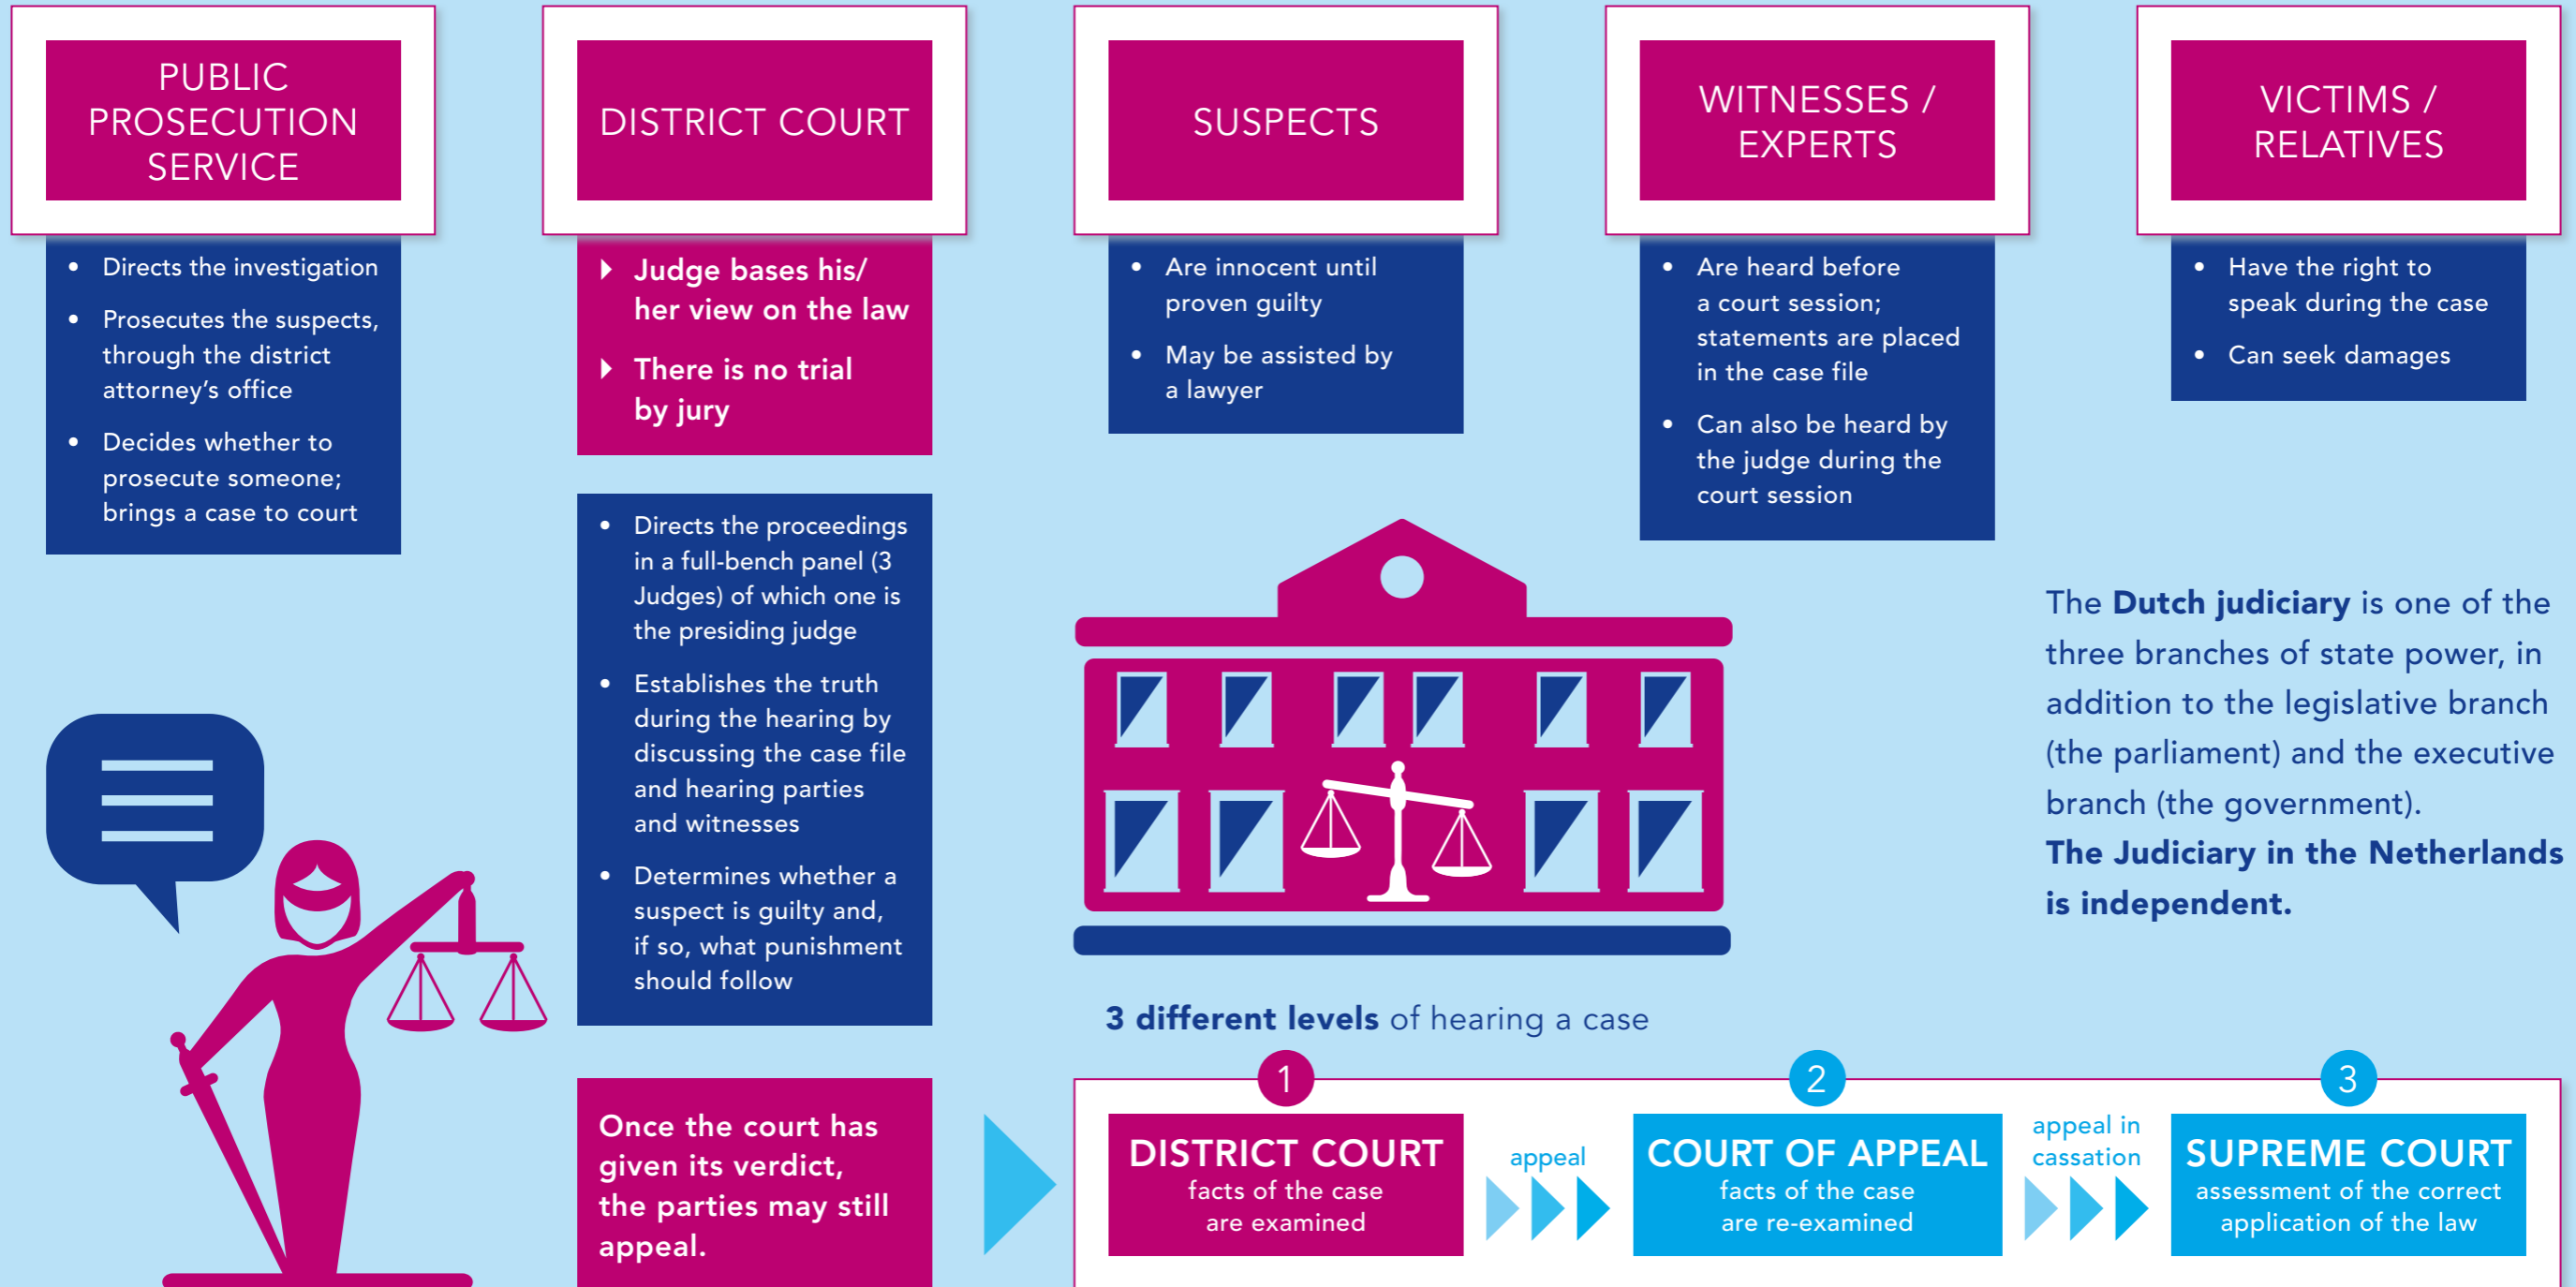 PUBLIC
PROSECUTION
SERVICE
• Directs the investigation
• Prosecutes the suspects,
through the district
attorney's office
• Decides whether to
prosecute someone;
brings a case to court
DISTRICT COURT
Judge bases his/
her view on the law
There is no trial
by jury
• Directs the proceedings
in a full-bench panel (3
Judges) of which one is
the presiding judge
• Establishes the truth
during the hearing by
discussing the case file
and hearing parties
and witnesses
• Determines whether a
suspect is guilty and,
if so, what punishment
should follow
Once the court has
given its verdict,
the parties may still
appeal.
SUSPECTS
• Are innocent until
proven guilty
• May be assisted by
a lawyer
WITNESSES /
EXPERTS
• Are heard before
a court session;
statements are placed
in the case file
• Can also be heard by
the judge during the
court session
VICTIMS /
RELATIVES
• Have the right to
speak during the case
• Can seek damages
The Dutch judiciary is one of the
three branches of state power, in
addition to the legislative branch
(the parliament) and the executive
branch (the government).
The Judiciary in the Netherlands
is independent.
3 different levels of hearing a case
1
DISTRICT COURT
facts of the case
are examined
appeal
2
COURT OF APPEAL
facts of the case
are re-examined
appeal in
cassation
3
SUPREME COURT
assessment of the correct
application of the law